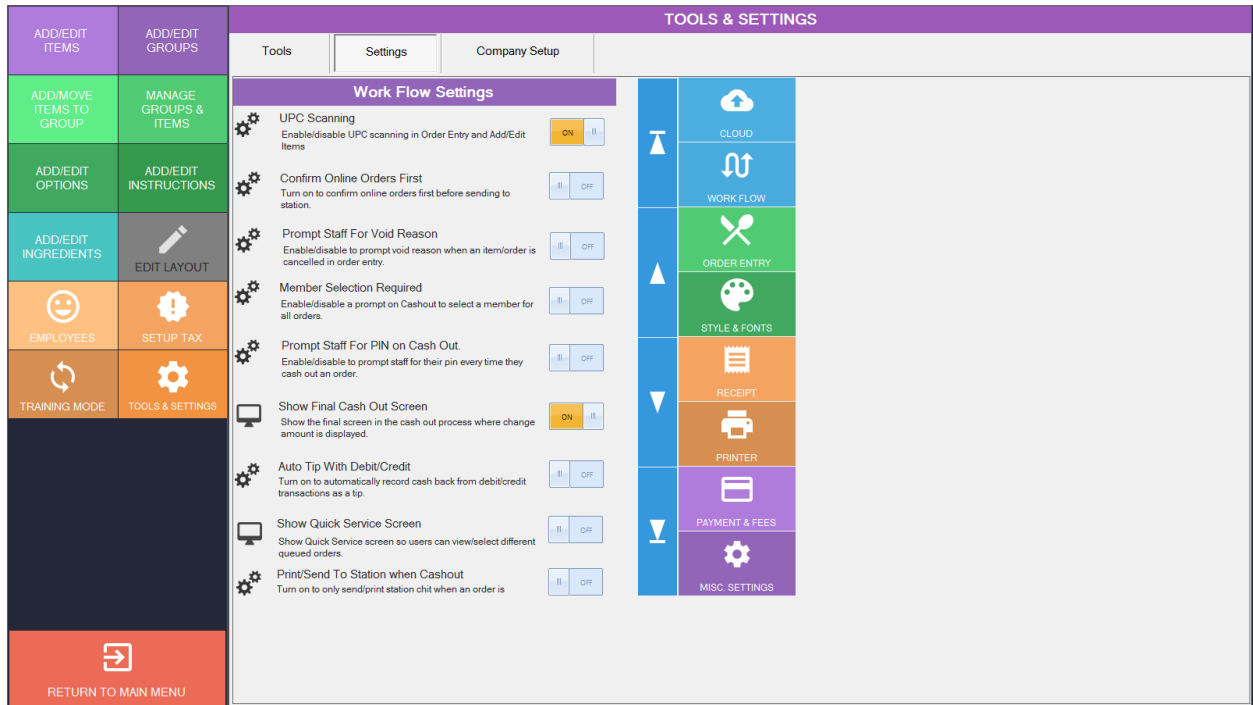 TOOLS & SETTINGS
ADD/EDIT
ITEMS
ADD/EDIT
GROUPS
ADD/MOVE
ITEMS TO
GROUP
MANAGE
GROUPS &
ITEMS
ADD/EDIT
OPTIONS
ADD/EDIT
INSTRUCTIONS
ADD/EDIT
INGREDIENTS
EDIT LAYOUT
EMPLOYEES
SETUP TAX
TRAINING MODE
TOOLS & SETTINGS
RETURN TO MAIN MENU
Tools
Settings
Company Setup
Work Flow Settings
UPC Scanning
Enable/disable UPC scanning in Order Entry and Add/Edit
Items
ON
Confirm Online Orders First
Turn on to confirm online orders first before sending to
station.
OFF
Prompt Staff For Void Reason
Enable/disable to prompt void reason when an item/order is
cancelled in order entry.
OFF
Member Selection Required
Enable/disable a prompt on Cashout to select a member for
all orders.
OFF
Prompt Staff For PIN on Cash Out.
Enable/disable to prompt staff for their pin every time they
cash out an order.
OFF
Show Final Cash Out Screen
Show the final screen in the cash out process where change
amount is displayed.
ON
Auto Tip With Debit/Credit
Turn on to automatically record cash back from debit/credit
transactions as a tip.
OFF
Show Quick Service Screen
Show Quick Service screen so users can view/select different
queued orders.
OFF
Print/Send To Station when Cashout
Turn on to only send/print station chit when an order is
OFF
CLOUD
WORK FLOW
ORDER ENTRY
STYLE & FONTS
RECEIPT
PRINTER
PAYMENT & FEES
MISC. SETTINGS